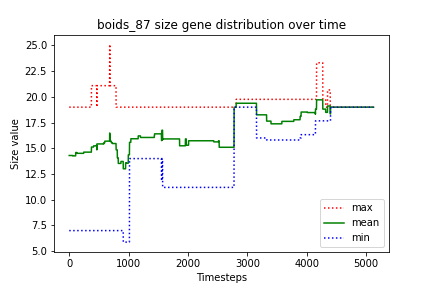 boids_87 size gene distribution over time
Size value
25.0
22.5
20.0
17.5
15.0
12.5
10.0
7.5
5.0
0
1000
2000
3000
4000
5000
Timesteps
max
mean
min